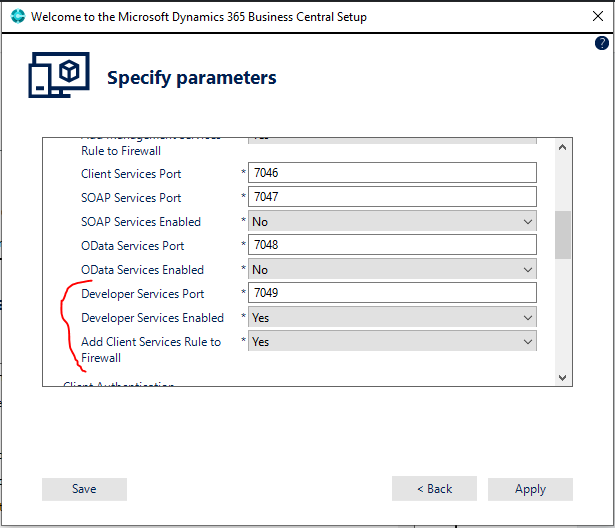 Welcome to the Microsoft Dynamics 365 Business Central Setup
?
Specify parameters
Rule to Firewall
Client Services Port * 7046
SOAP Services Port * 7047
SOAP Services Enabled * No
OData Services Port * 7048
OData Services Enabled * No
Developer Services Port * 7049
Developer Services Enabled * Yes
Add Client Services Rule to * Yes
Firewall
Client Authentication
Save
< Back
Apply